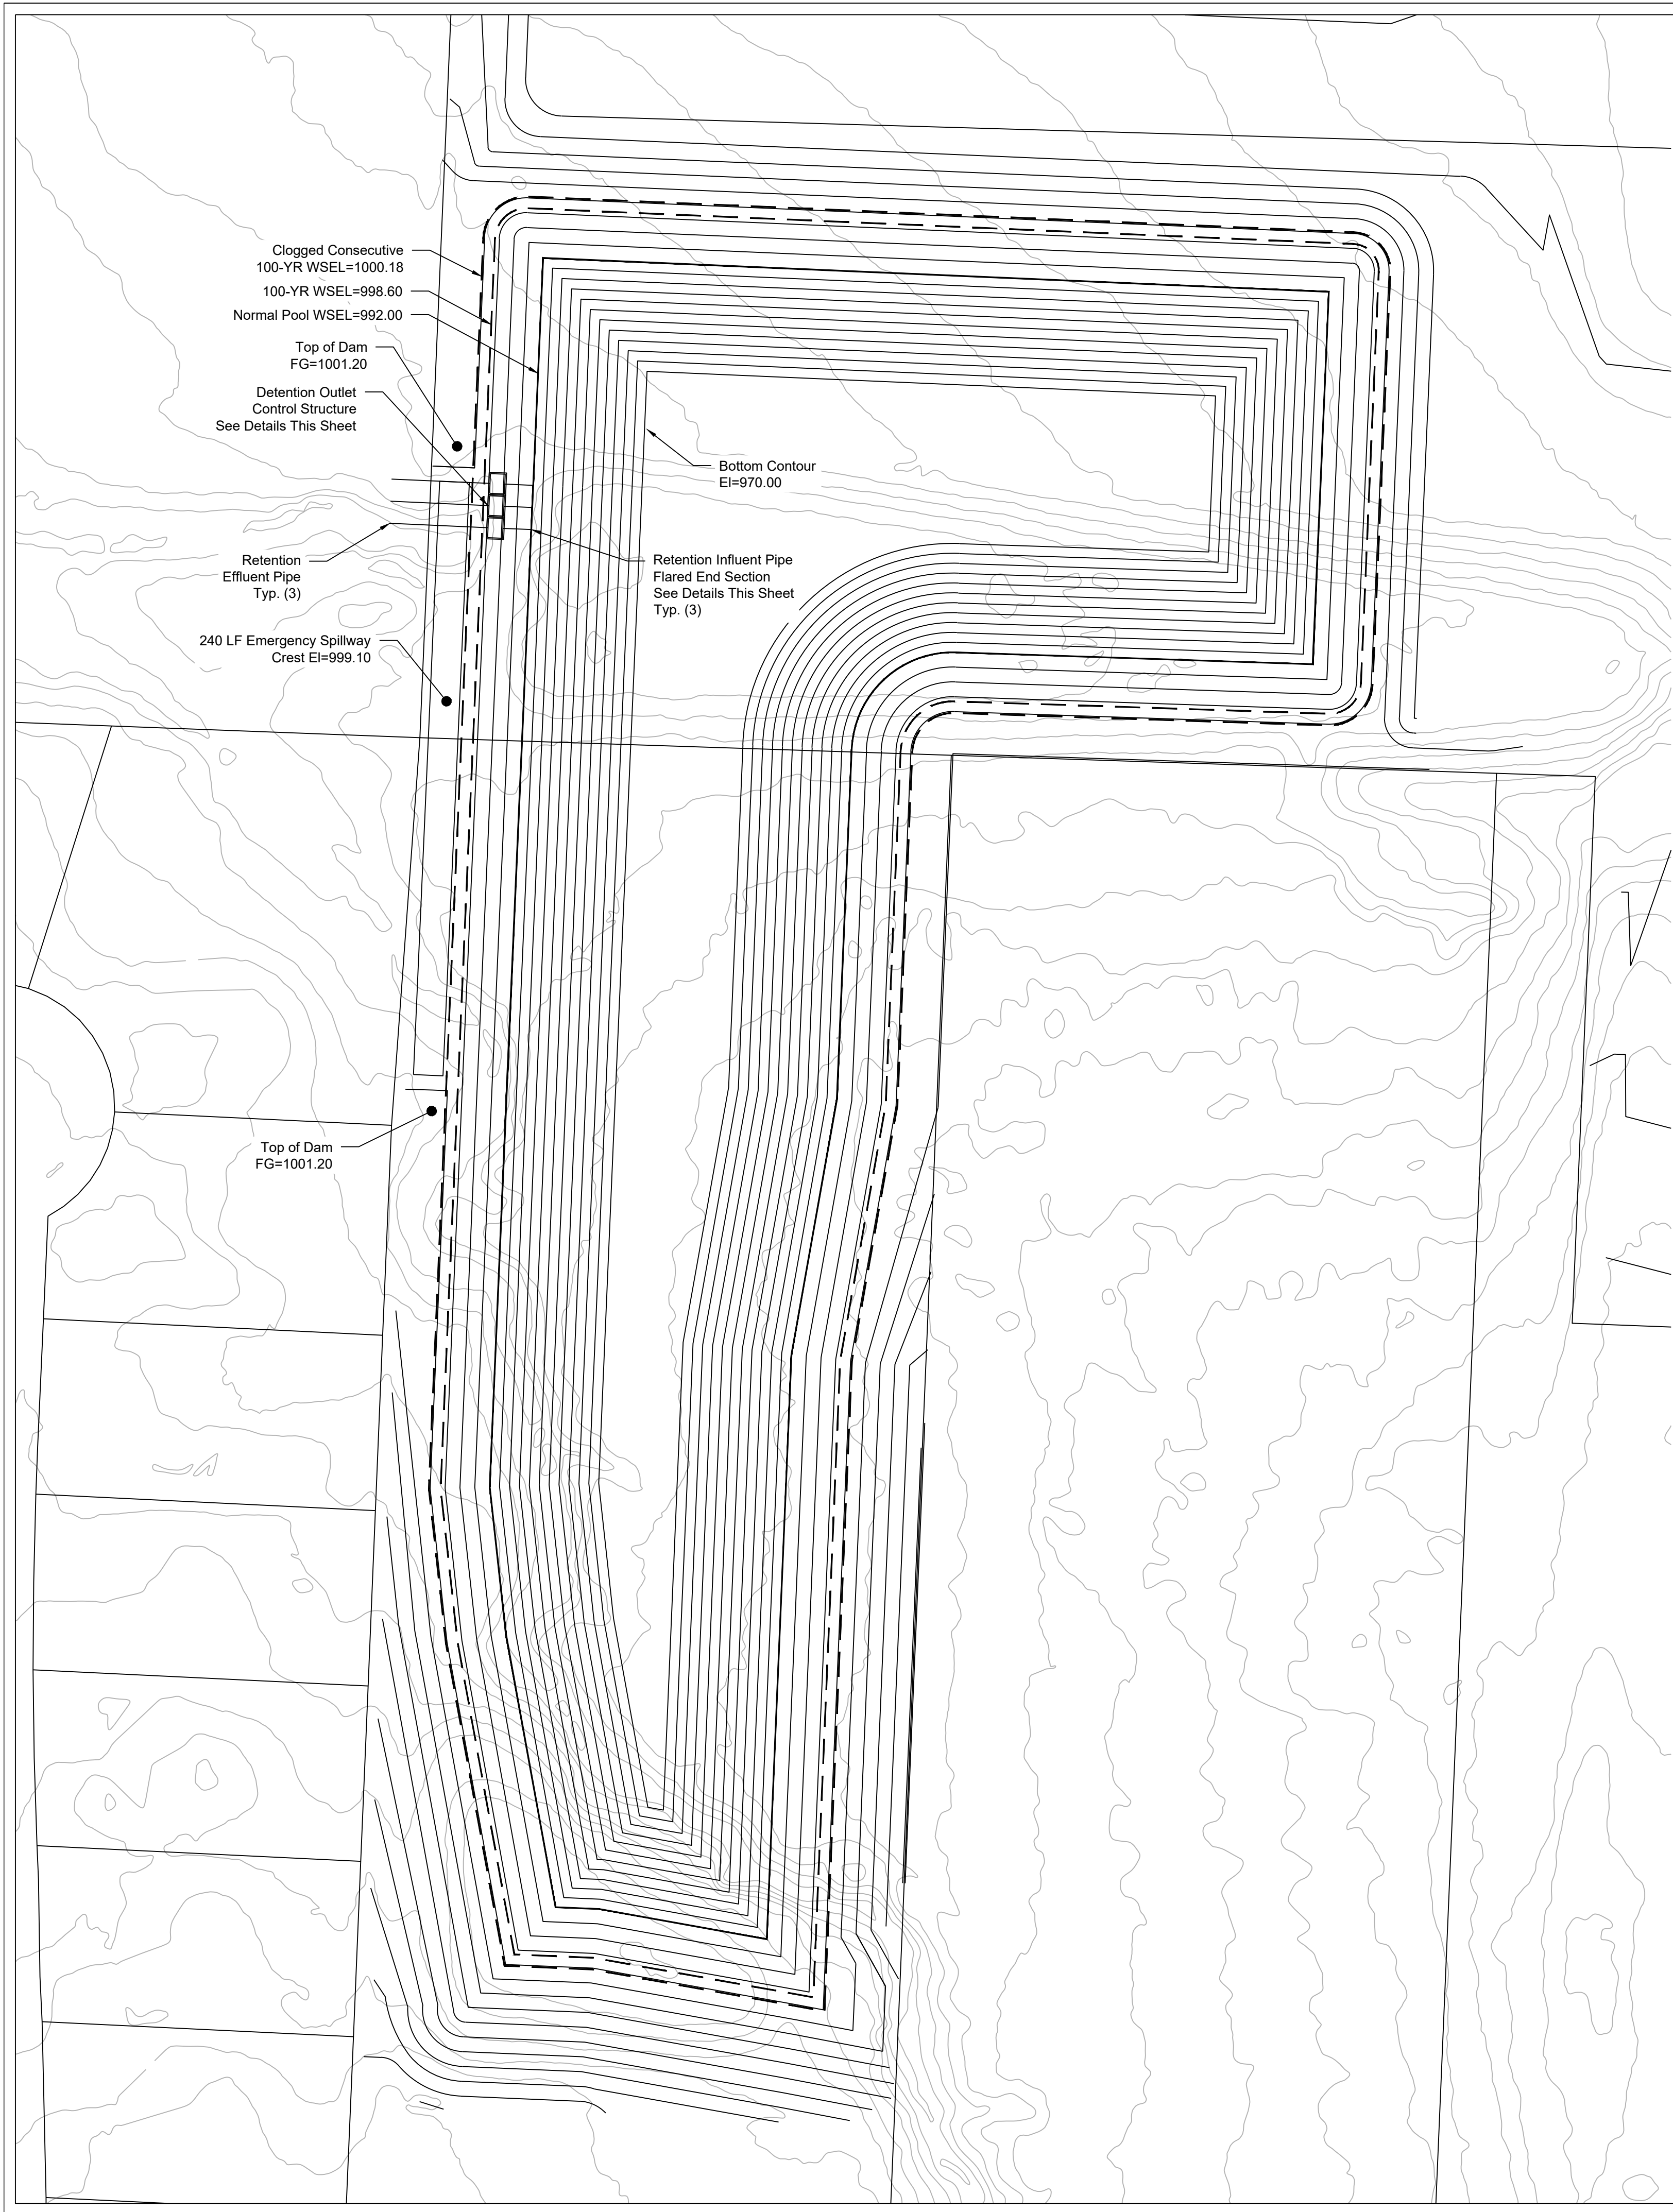 Clogged Consecutive
100-YR WSEL=1000.18
100-YR WSEL=998.60
Normal Pool WSEL=992.00
Top of Dam
FG=1001.20
Detention Outlet
Control Structure
See Details This Sheet
Bottom Contour
El=970.00
Retention
Effluent Pipe
Typ. (3)
Retention Influent Pipe
Flared End Section
See Details This Sheet
Typ. (3)
240 LF Emergency Spillway
Crest El=999.10
Top of Dam
FG=1001.20